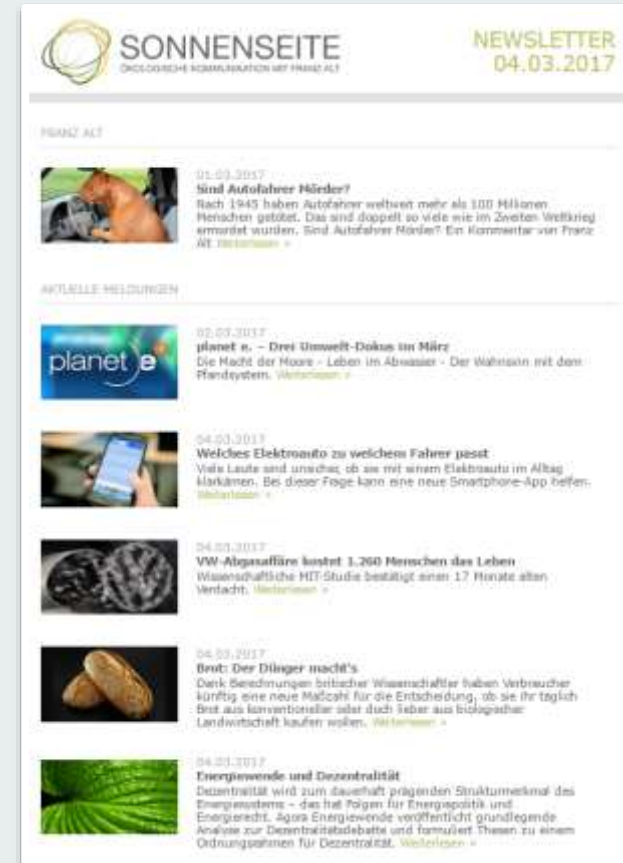 SONNENSEITE
ÖKOLOGISCHE KOMMUNIKATION MIT FRANZ ALT
NEWSLETTER
04.03.2017
FRANZ ALT
01.03.2017
Sind Autofahrer Mörder?
Nach 1945 haben Autofahrer weltweit mehr als 100 Millionen
Menschen getötet. Das sind doppelt so viele wie im Zweiten Weltkrieg
ermordet wurden. Sind Autofahrer Mörder? Ein Kommentar von Franz
Alt Weiterlesen »
AKTUELLE MELDUNGEN
planet e
02.03.2017
planet e. – Drei Umwelt-Dokus im März
Die Macht der Moore - Leben im Abwasser - Der Wahnsinn mit dem
Pfandsystem. Weiterlesen »
04.03.2017
Welches Elektroauto zu welchem Fahrer passt
Viele Leute sind unsicher, ob sie mit einem Elektroauto im Alltag
klarkämen. Bei dieser Frage kann eine neue Smartphone-App helfen.
Weiterlesen »
04.03.2017
VW-Abgasaffäre kostet 1.260 Menschen das Leben
Wissenschaftliche MIT-Studie bestätigt einen 17 Monate alten
Verdacht. Weiterlesen »
04.03.2017
Brot: Der Dünger macht's
Dank Berechnungen britischer Wissenschaftler haben Verbraucher
künftig eine neue Maßzahl für die Entscheidung, ob sie ihr täglich
Brot aus konventioneller oder doch lieber aus biologischer
Landwirtschaft kaufen wollen. Weiterlesen »
04.03.2017
Energiewende und Dezentralität
Dezentralität wird zum dauerhaft prägenden Strukturmerkmal des
Energiesystems – das hat Folgen für Energiepolitik und
Energierecht. Agora Energiewende veröffentlicht grundlegende
Analyse zur Dezentralitätsdebatte und formuliert Thesen zu einem
Ordnungsrahmen für Dezentralität. Weiterlesen »